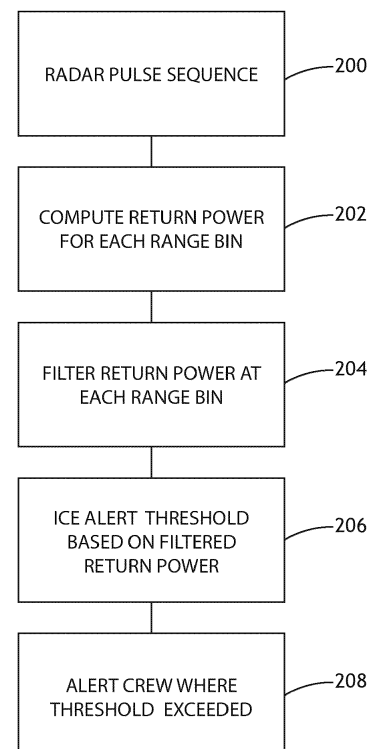 RADAR PULSE SEQUENCE
200
COMPUTE RETURN POWER
FOR EACH RANGE BIN
202
FILTER RETURN POWER AT
EACH RANGE BIN
204
ICE ALERT THRESHOLD
BASED ON FILTERED
RETURN POWER
206
ALERT CREW WHERE
THRESHOLD EXCEEDED
208